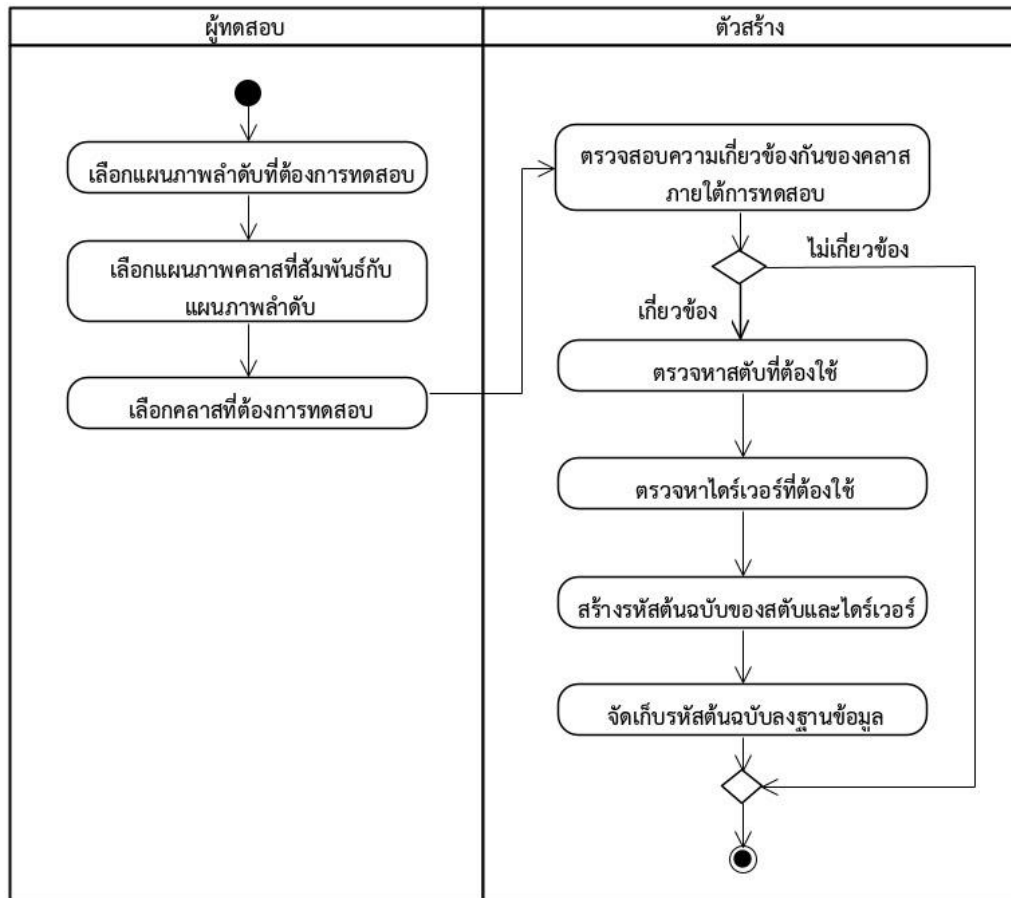 ผู้ทดสอบ
ตัวสร้าง
เลือกแผนภาพลำดับที่ต้องการทดสอบ
เลือกแผนภาพคลาสที่สัมพันธ์กับ
แผนภาพลำดับ
เลือกคลาสที่ต้องการทดสอบ
ตรวจสอบความเกี่ยวข้องกันของคลาส
ภายใต้การทดสอบ
ไม่เกี่ยวข้อง
เกี่ยวข้อง
ตรวจหาสตับที่ต้องใช้
ตรวจหาไดร์เวอร์ที่ต้องใช้
สร้างรหัสต้นฉบับของสตับและไดร์เวอร์
จัดเก็บรหัสต้นฉบับลงฐานข้อมูล